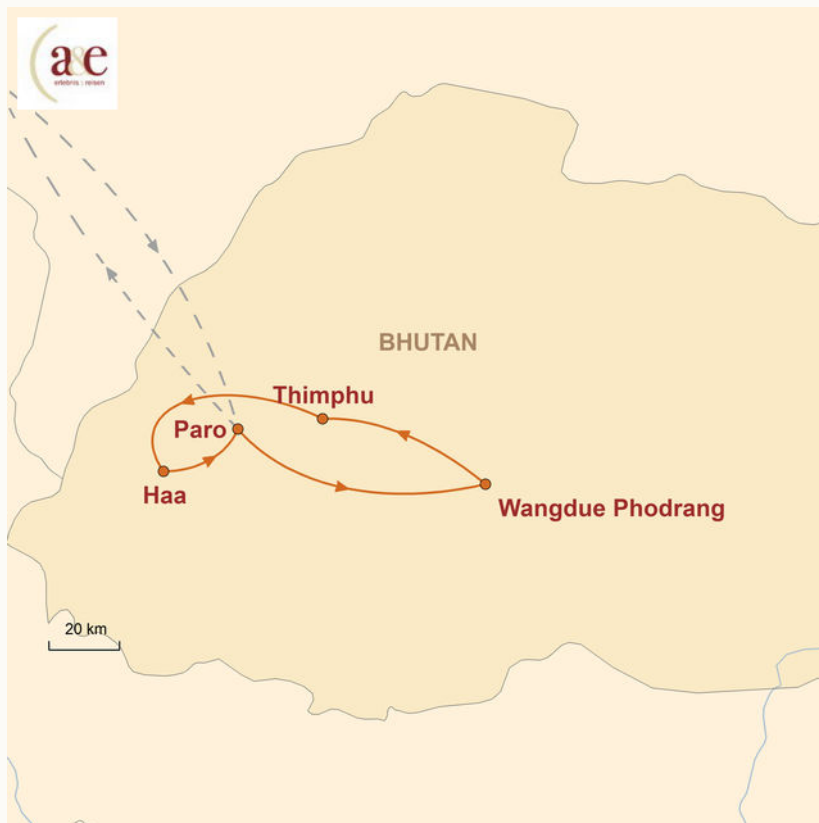 a&e
erlebnis : reisen
BHUTAN
Thimphu
Paro
Haa
Wangdue Phodrang
20 km